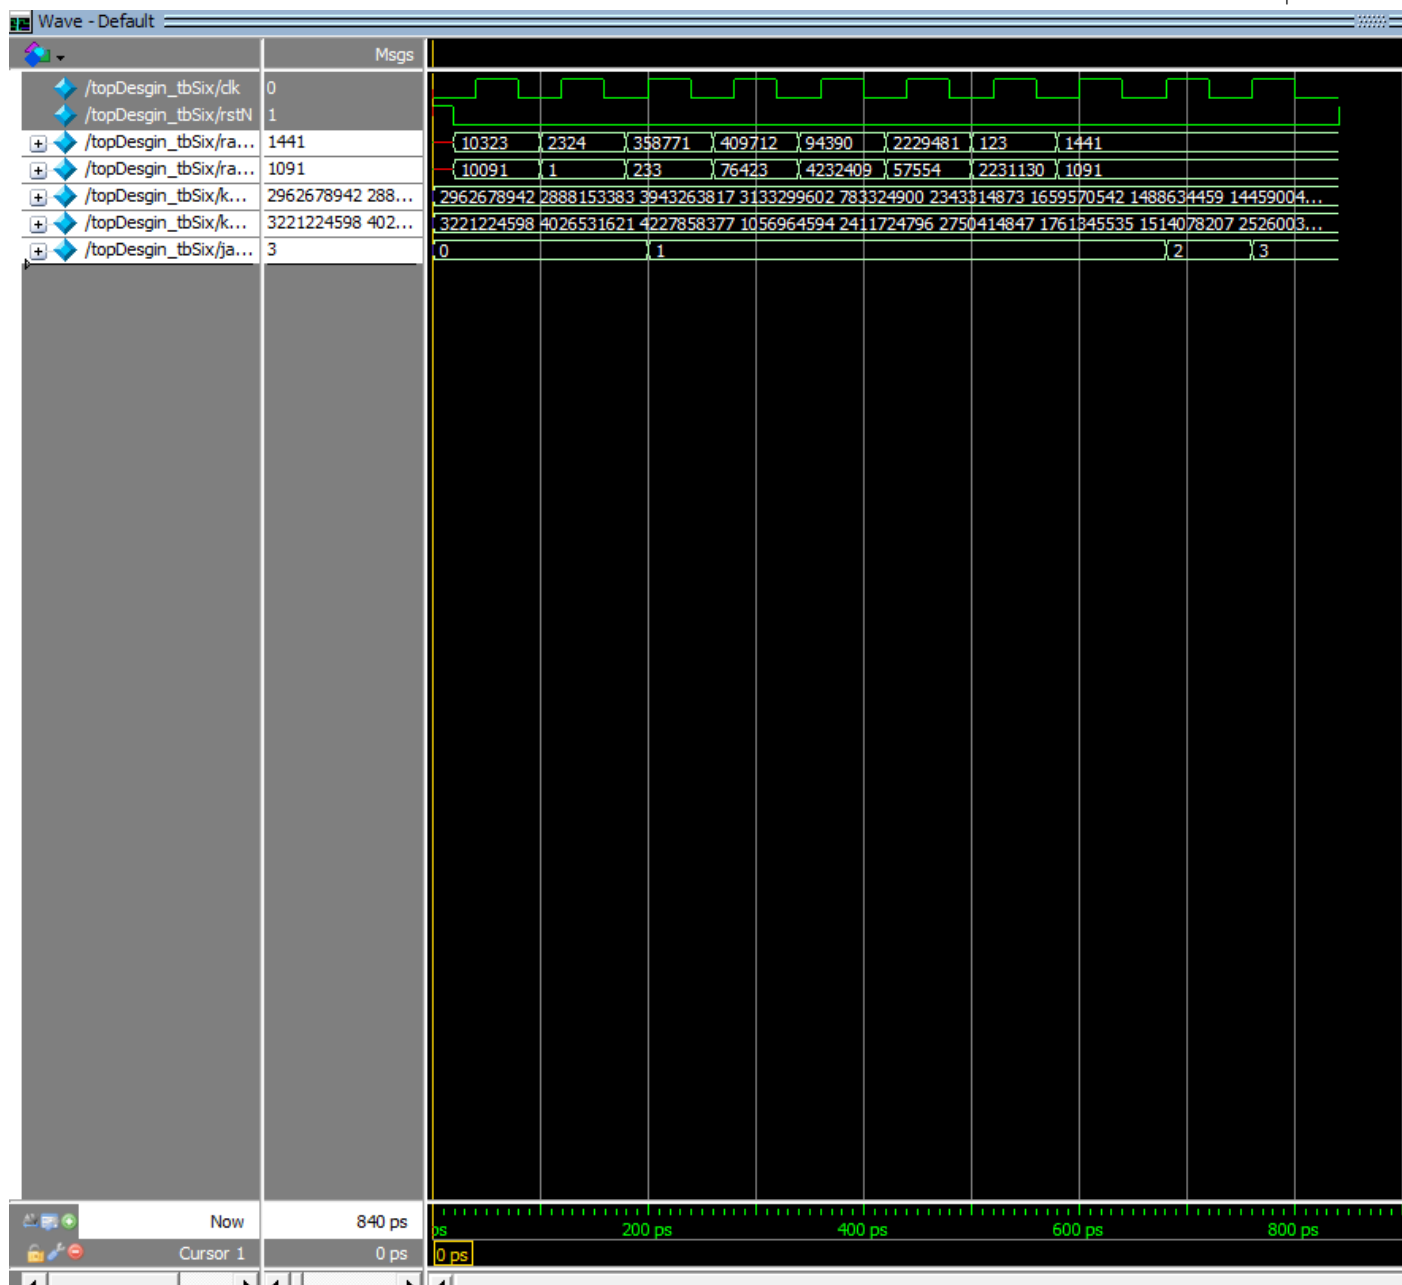 Wave - Default
Msgs
/topDesgin_tbSix/clk 0
/topDesgin_tbSix/rstN 1
/topDesgin_tbSix/ra... 1441 10323 2324 358771 409712 94390 2229481 123 1441
/topDesgin_tbSix/ra... 1091 10091 1 233 76423 4232409 57554 2231130 1091
/topDesgin_tbSix/k... 2962678942 288... 2962678942 2888153383 3943263817 3133299602 783324900 2343314873 1659570542 1488634459 14459004...
/topDesgin_tbSix/k... 3221224598 402... 3221224598 4026531621 4227858377 1056964594 2411724796 2750414847 1761345535 1514078207 2526003...
/topDesgin_tbSix/ja... 3 0 1 2 3
Now 840 ps ps 200 ps 400 ps 600 ps 800 ps
Cursor 1 0 ps 0 ps